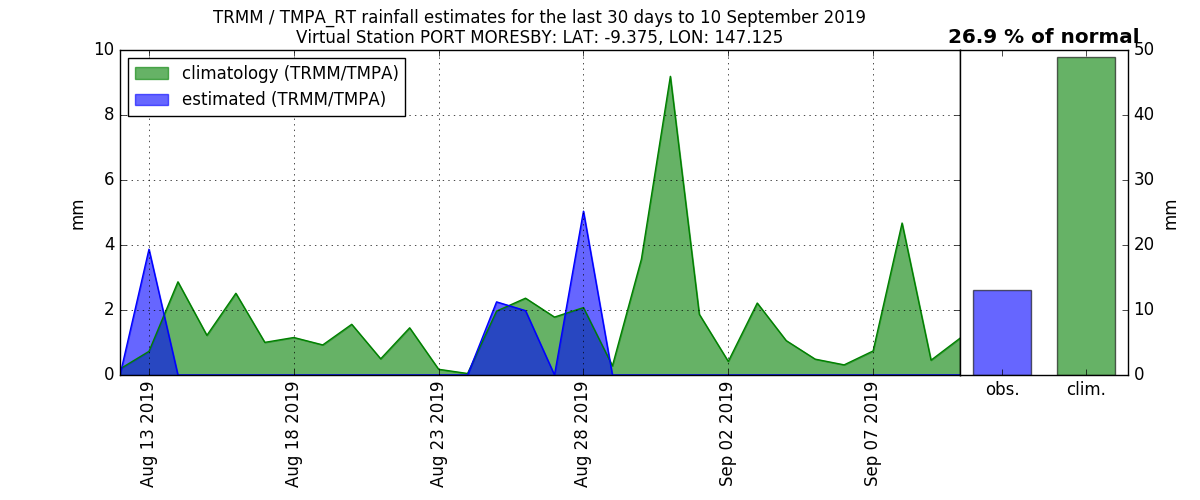 TRMM / TMPA_RT rainfall estimates for the last 30 days to 10 September 2019
Virtual Station PORT MORESBY: LAT: -9.375, LON: 147.125
26.9 % of normal
climatology (TRMM/TMPA)
estimated (TRMM/TMPA)
mm
10
8
6
4
2
0
Aug 13 2019
Aug 18 2019
Aug 23 2019
Aug 28 2019
Sep 02 2019
Sep 07 2019
obs.
clim.
50
40
30
20
10
0
mm